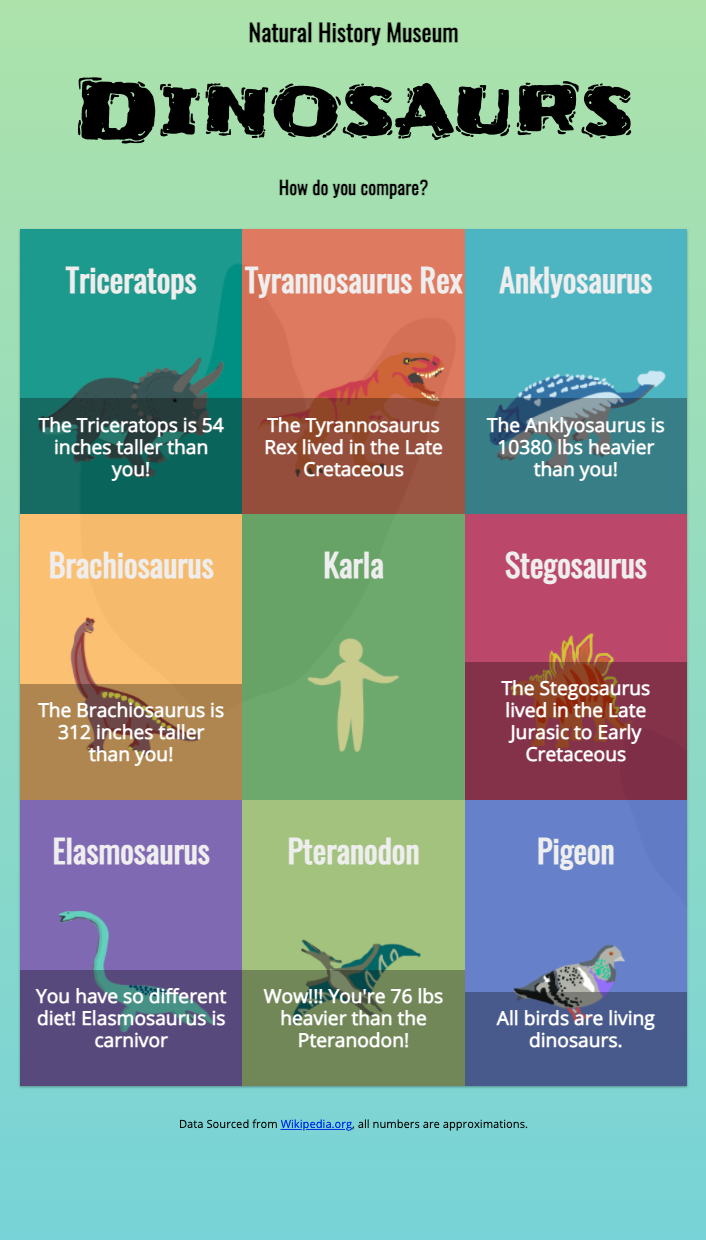 Natural History Museum
DINOSAURS
How do you compare?
Triceratops
The Triceratops is 54
inches taller than
you!
Tyrannosaurus Rex
The Tyrannosaurus
Rex lived in the Late
Cretaceous
Anklyosaurus
The Anklyosaurus is
10380 lbs heavier
than you!
Brachiosaurus
The Brachiosaurus is
312 inches taller
than you!
Karla
Stegosaurus
The Stegosaurus
lived in the Late
Jurasic to Early
Cretaceous
Elasmosaurus
You have so different
diet! Elasmosaurus is
carnivor
Pteranodon
Wow!!! You're 76 lbs
heavier than the
Pteranodon!
Pigeon
All birds are living
dinosaurs.
Data Sourced from Wikipedia.org, all numbers are approximations.